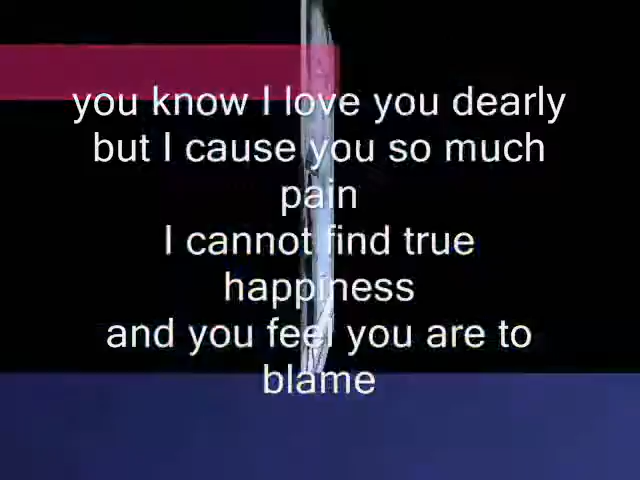 you know I love you dearly
but I cause you so much
pain
I cannot find true
happiness
and you feel you are to
blame